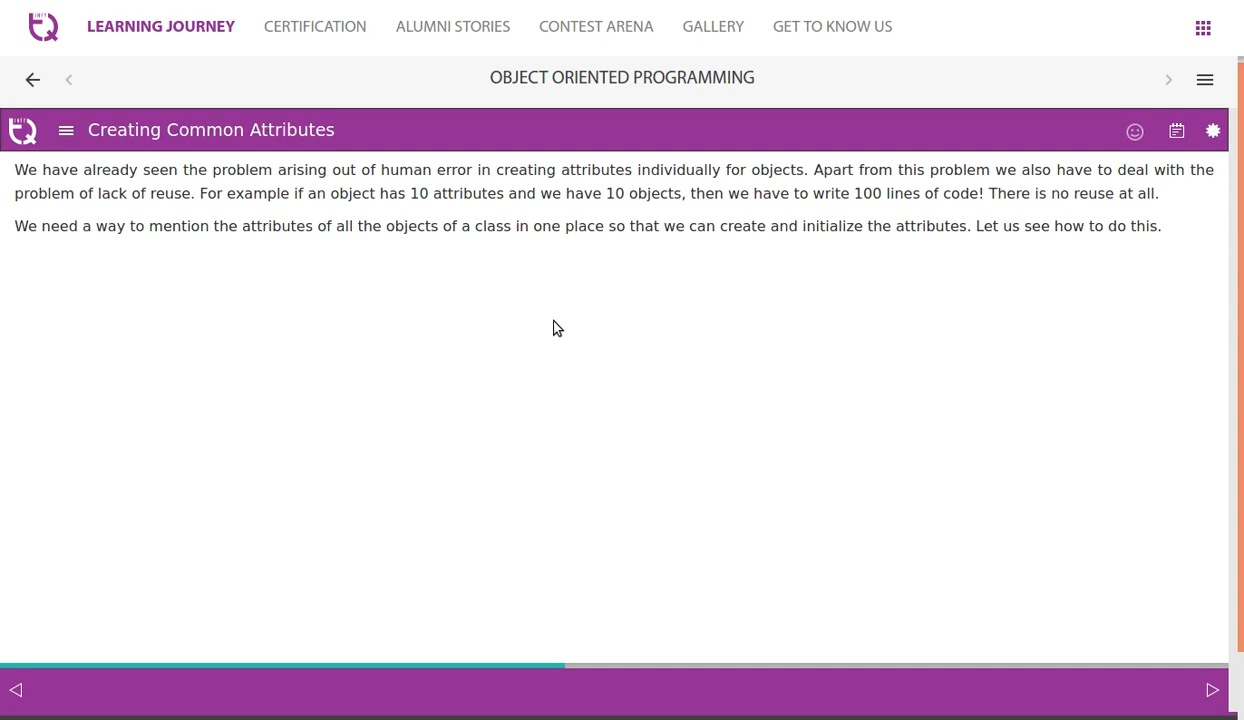 INFY TQ LEARNING JOURNEY CERTIFICATION ALUMNI STORIES CONTEST ARENA GALLERY GET TO KNOW US
OBJECT ORIENTED PROGRAMMING
INFY TQ Creating Common Attributes
We have already seen the problem arising out of human error in creating attributes individually for objects. Apart from this problem we also have to deal with the
problem of lack of reuse. For example if an object has 10 attributes and we have 10 objects, then we have to write 100 lines of code! There is no reuse at all.
We need a way to mention the attributes of all the objects of a class in one place so that we can create and initialize the attributes. Let us see how to do this.